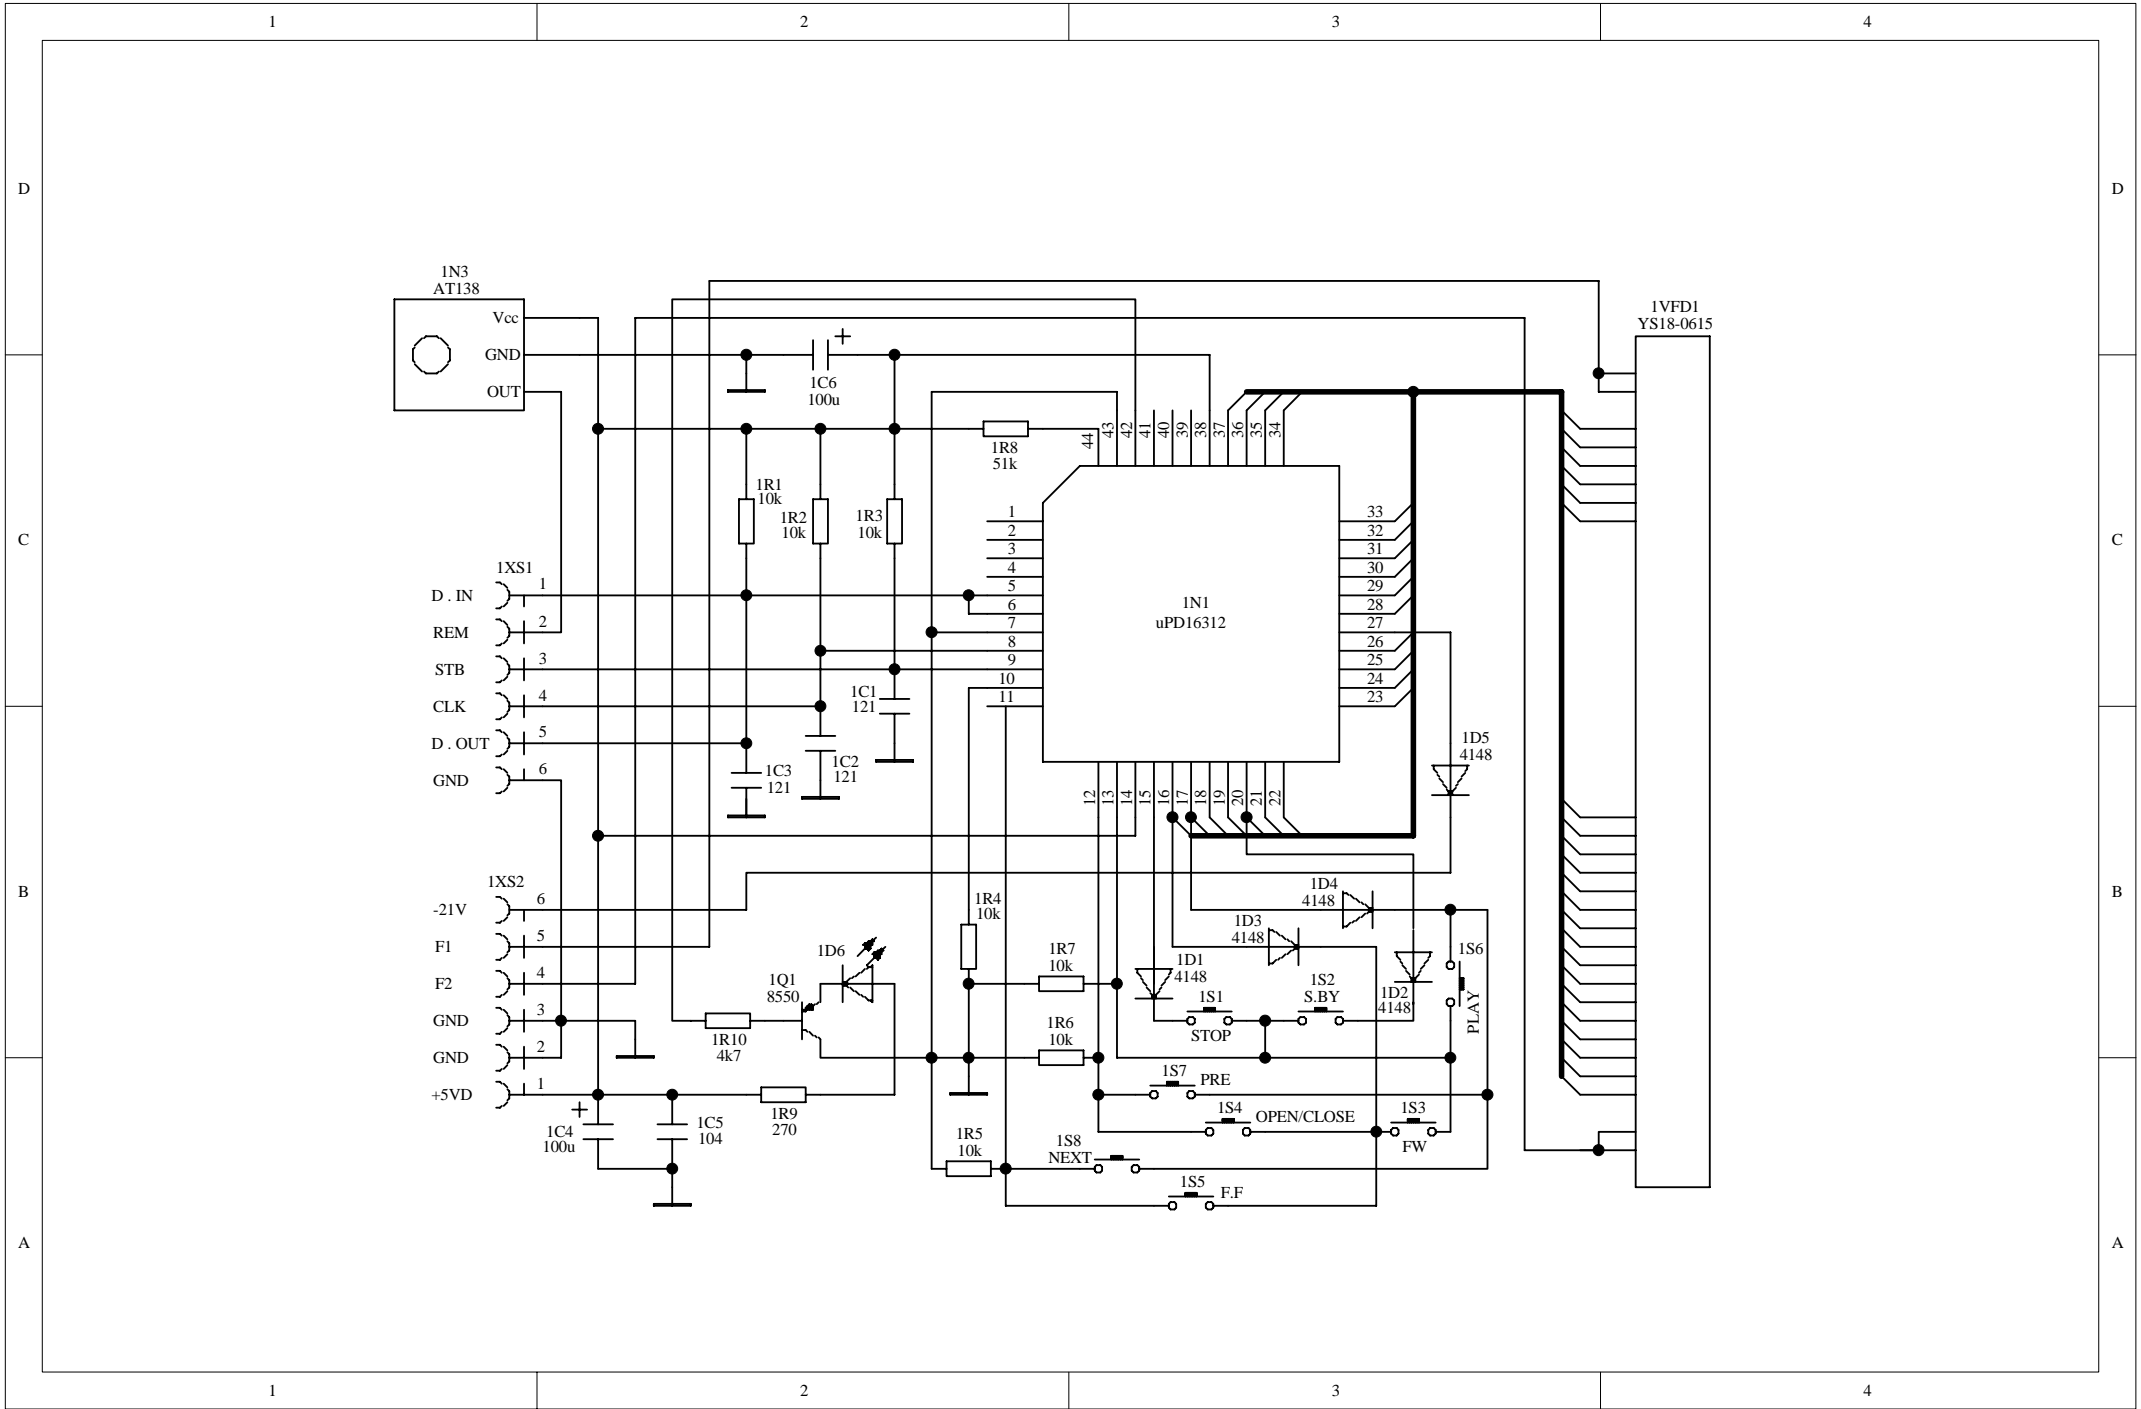 1 2 3 4
D D
1N3
AT138
Vcc
GND
OUT
1VFD1
YS18-0615
+
1C6
100u
1R8
51k
44 43 42 41 40 39 38 37 36 35 34
1R1
10k
1R2
10k
1R3
10k
C C
1
2
3
4
5
6
7
8
9
10
11
33
32
31
30
29
28
27
26
25
24
23
1N1
uPD16312
1XS1
D . IN 1
REM 2
STB 3
CLK 4
D . OUT 5
GND 6
1C1
121
1C2
121
1C3
121
1D5
4148
12 13 14 15 16 17 18 19 20 21 22
B B
1XS2
-21V 6
F1 5
F2 4
GND 3
GND 2
+5VD 1
1R4
10k
1D4
4148
1D3
4148
1D6
1Q1
8550
1R7
10k
1D1
4148
1S6
PLAY
1S1
STOP
1S2
S.BY
1D2
4148
1R10
4k7
1R6
10k
1S7 PRE
1R9
270
+
1C4
100u
1C5
104
1S4 OPEN/CLOSE
1S3
FW
1R5
10k
1S8
NEXT
1S5 F.F
A A
1 2 3 4